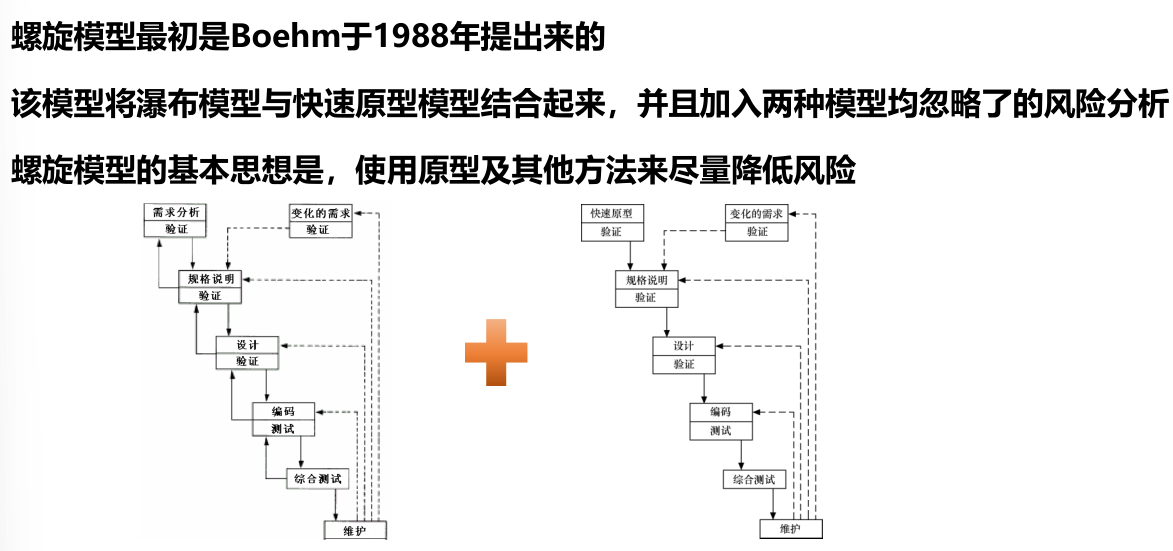 螺旋模型最初是Boehm于1988年提出来的
该模型将瀑布模型与快速原型模型结合起来，并且加入两种模型均忽略了的风险分析
螺旋模型的基本思想是，使用原型及其他方法来尽量降低风险
需求分析
验证
变化的需求
验证
规格说明
验证
设计
验证
编码
测试
综合测试
维护
快速原型
验证
变化的需求
验证
规格说明
验证
设计
验证
编码
测试
综合测试
维护